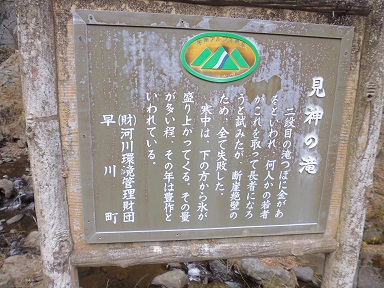 見神の滝
二段目の滝つぼに金があ
るといわれ、何人かの若者
がこれを取って長者になろ
うと試みたが、断崖絶壁の
ため、全て失敗した。
寒中は、下の方から氷が
盛り上がってくる。その量
が多い程、その年は豊作と
いわれている。
(財)河川環境管理財団
早川町